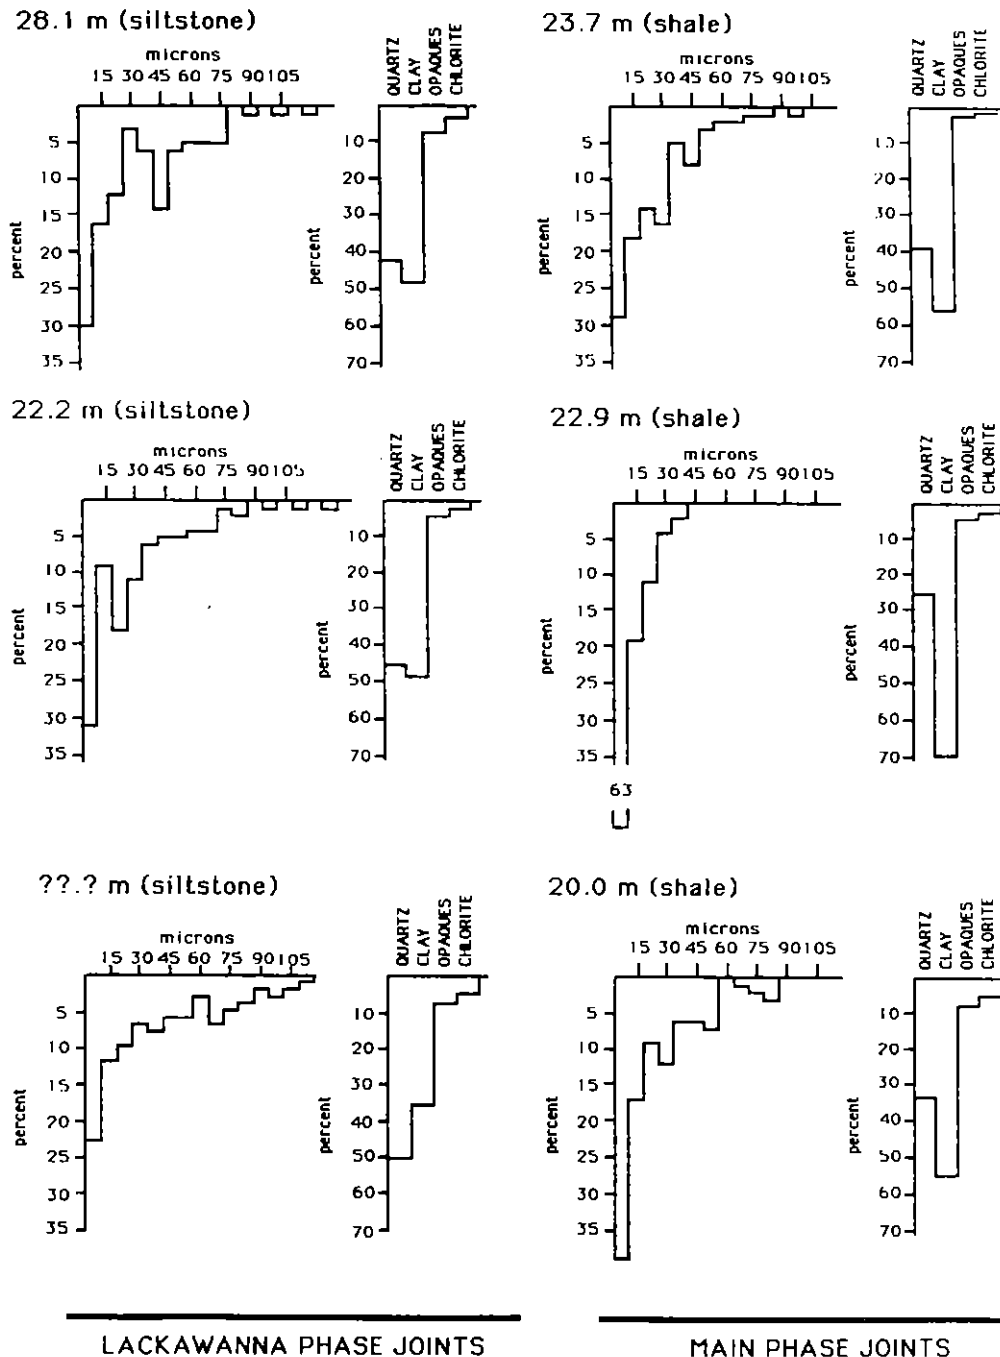 28.1 m (siltstone)
microns
15 30 45 60 75 90 105
5
10
15
20
25
30
35
percent
QUARTZ
CLAY
OPAQUES
CHLORITE
10
20
30
40
50
60
70
percent
23.7 m (shale)
microns
15 30 45 60 75 90 105
5
10
15
20
25
30
35
percent
QUARTZ
CLAY
OPAQUES
CHLORITE
10
20
30
40
50
60
70
percent
22.2 m (siltstone)
microns
15 30 45 60 75 90 105
5
10
15
20
25
30
35
percent
QUARTZ
CLAY
OPAQUES
CHLORITE
10
20
30
40
50
60
70
percent
22.9 m (shale)
microns
15 30 45 60 75 90 105
5
10
15
20
25
30
35
63
percent
QUARTZ
CLAY
OPAQUES
CHLORITE
10
20
30
40
50
60
70
percent
??.? m (siltstone)
microns
15 30 45 60 75 90 105
5
10
15
20
25
30
35
percent
QUARTZ
CLAY
OPAQUES
CHLORITE
10
20
30
40
50
60
70
percent
20.0 m (shale)
microns
15 30 45 60 75 90 105
5
10
15
20
25
30
35
percent
QUARTZ
CLAY
OPAQUES
CHLORITE
10
20
30
40
50
60
70
percent
LACKAWANNA PHASE JOINTS
MAIN PHASE JOINTS